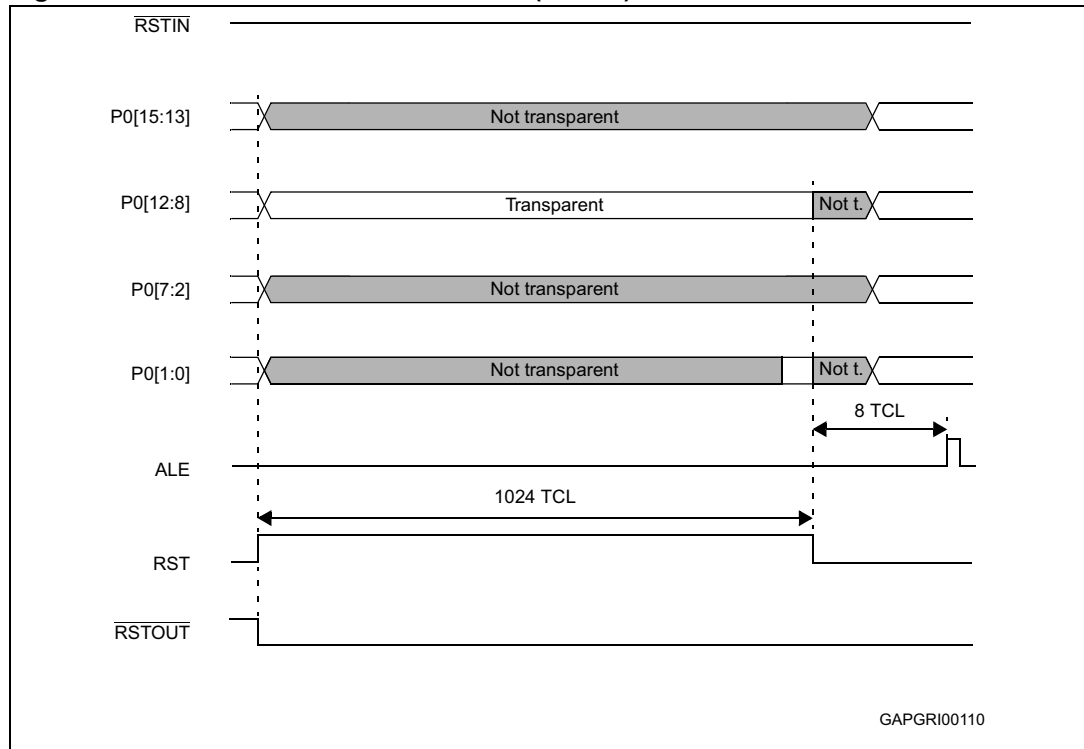 RSTIN
P0[15:13]
Not transparent
P0[12:8]
Transparent
Not t.
P0[7:2]
Not transparent
P0[1:0]
Not transparent
Not t.
8 TCL
ALE
1024 TCL
RST
RSTOUT
GAPGRI00110